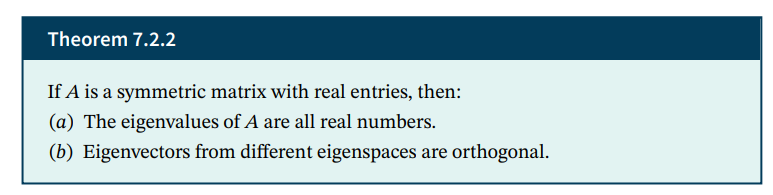 Theorem 7.2.2
If A is a symmetric matrix with real entries, then:
(a) The eigenvalues of A are all real numbers.
(b) Eigenvectors from different eigenspaces are orthogonal.